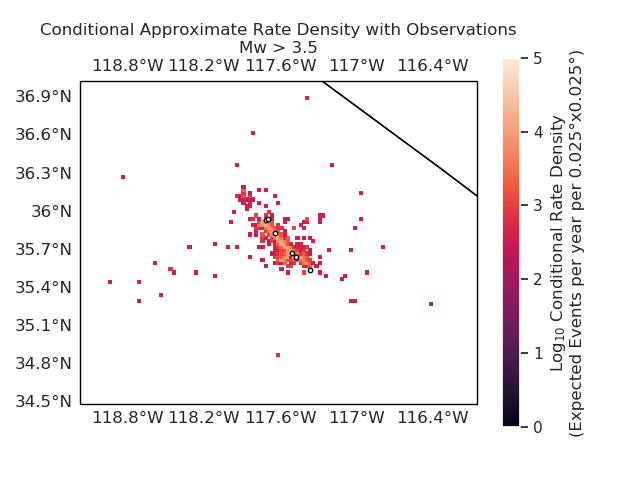 Conditional Approximate Rate Density with Observations
Mw > 3.5
118.8°W 118.2°W 117.6°W 117°W 116.4°W
36.9°N
36.6°N
36.3°N
36°N
35.7°N
35.4°N
35.1°N
34.8°N
34.5°N
118.8°W 118.2°W 117.6°W 117°W 116.4°W
5
4
3
2
1
0
Log₁₀ Conditional Rate Density
(Expected Events per year per 0.025°x0.025°)